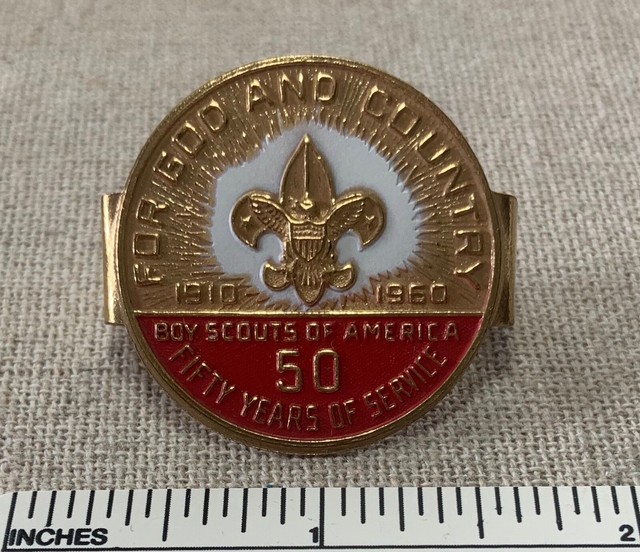 FOR GOD AND COUNTRY
1910-1960
BOY SCOUTS OF AMERICA
50
FIFTY YEARS OF SERVICE
INCHES 1 2